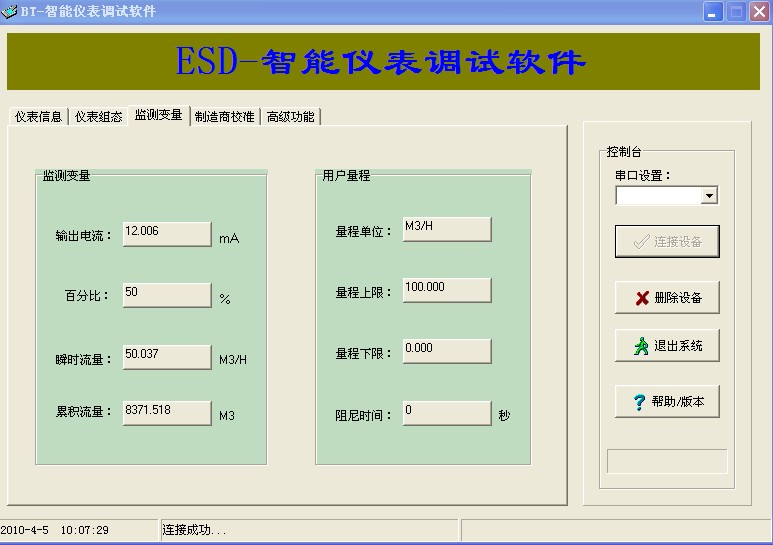 BT-智能仪表调试软件
ESD-智能仪表调试软件
仪表信息 仪表组态 监测变量 制造商校准 高级功能
监测变量
输出电流： 12.006 mA
百分比： 50 %
瞬时流量： 50.037 M3/H
累积流量： 8371.518 M3
用户量程
量程单位： M3/H
量程上限： 100.000
量程下限： 0.000
阻尼时间： 0 秒
控制台
串口设置：
连接设备
删除设备
退出系统
帮助/版本
2010-4-5 10:07:29 连接成功...